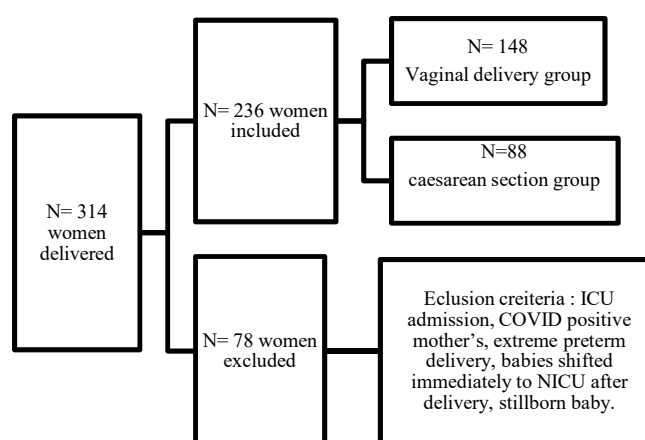 N= 314
women
delivered
N= 236 women
included
N= 148
Vaginal delivery group
N=88
caesarean section group
N= 78 women
excluded
Eclusion creiteria : ICU
admission, COVID positive
mother's, extreme preterm
delivery, babies shifted
immediately to NICU after
delivery, stillborn baby.